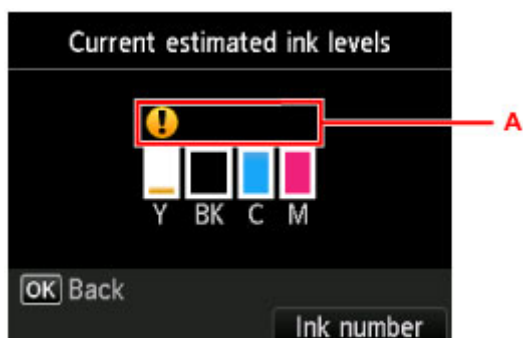 Current estimated ink levels
!
A
Y BK C M
OK Back
Ink number